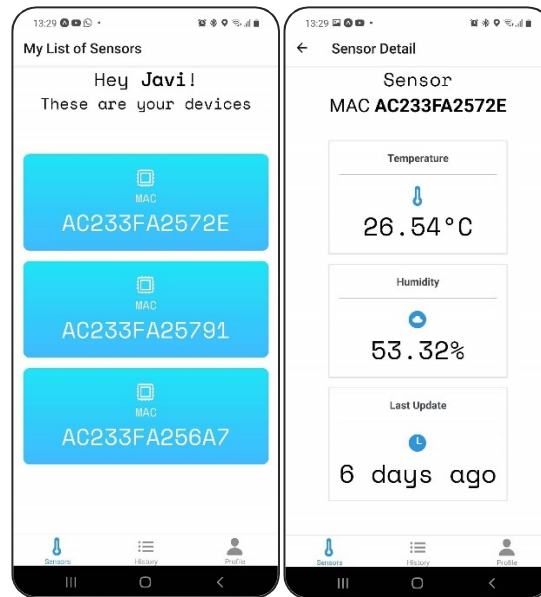 13:29
My List of Sensors
Hey Javi!
These are your devices
MAC
AC233FA2572E
MAC
AC233FA25791
MAC
AC233FA256A7
Sensors
History
Profile
13:29
Sensor Detail
Sensor
MAC AC233FA2572E
Temperature
26.54°C
Humidity
53.32%
Last Update
6 days ago
Sensors
History
Profile